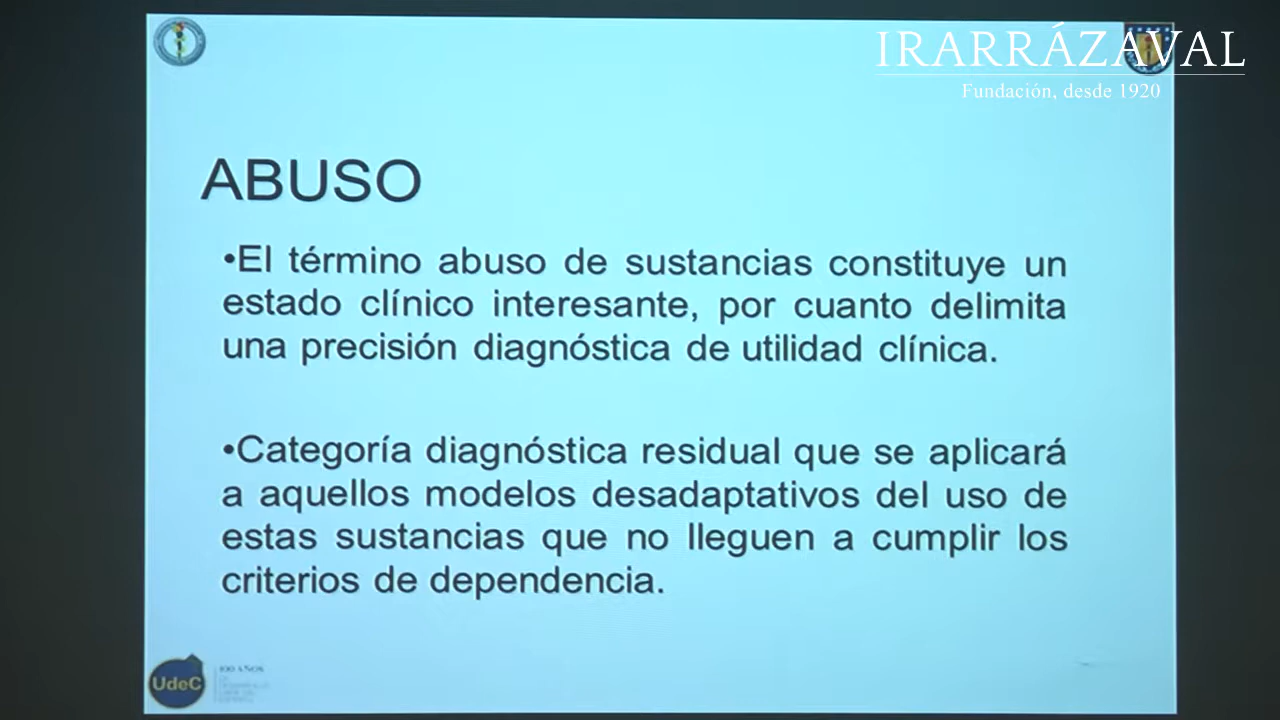 IRARRÁZAVAL
Fundación, desde 1920
ABUSO
•El término abuso de sustancias constituye un
estado clínico interesante, por cuanto delimita
una precisión diagnóstica de utilidad clínica.
•Categoría diagnóstica residual que se aplicará
a aquellos modelos desadaptativos del uso de
estas sustancias que no lleguen a cumplir los
criterios de dependencia.
UdeC
100 AÑOS